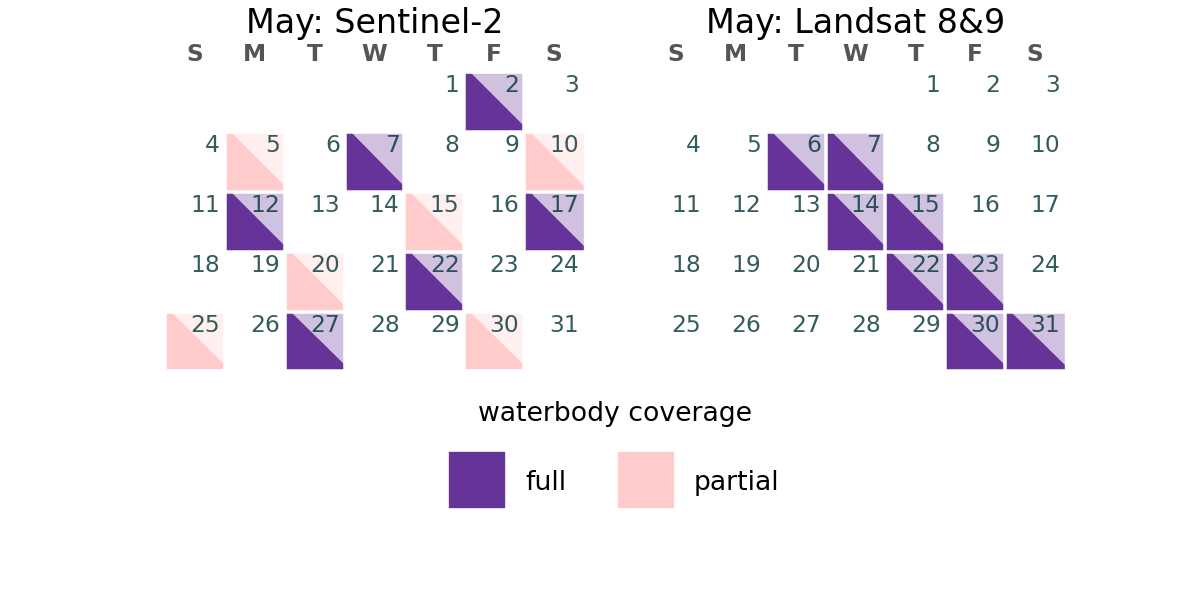 May: Sentinel-2
S M T W T F S
1 2 3
4 5 6 7 8 9 10
11 12 13 14 15 16 17
18 19 20 21 22 23 24
25 26 27 28 29 30 31
May: Landsat 8&9
S M T W T F S
1 2 3
4 5 6 7 8 9 10
11 12 13 14 15 16 17
18 19 20 21 22 23 24
25 26 27 28 29 30 31
waterbody coverage
full
partial